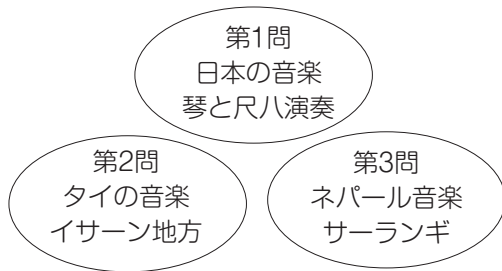 第1問
日本の音楽
琴と尺八演奏
第2問
タイの音楽
イサーン地方
第3問
ネパール音楽
サーランギ